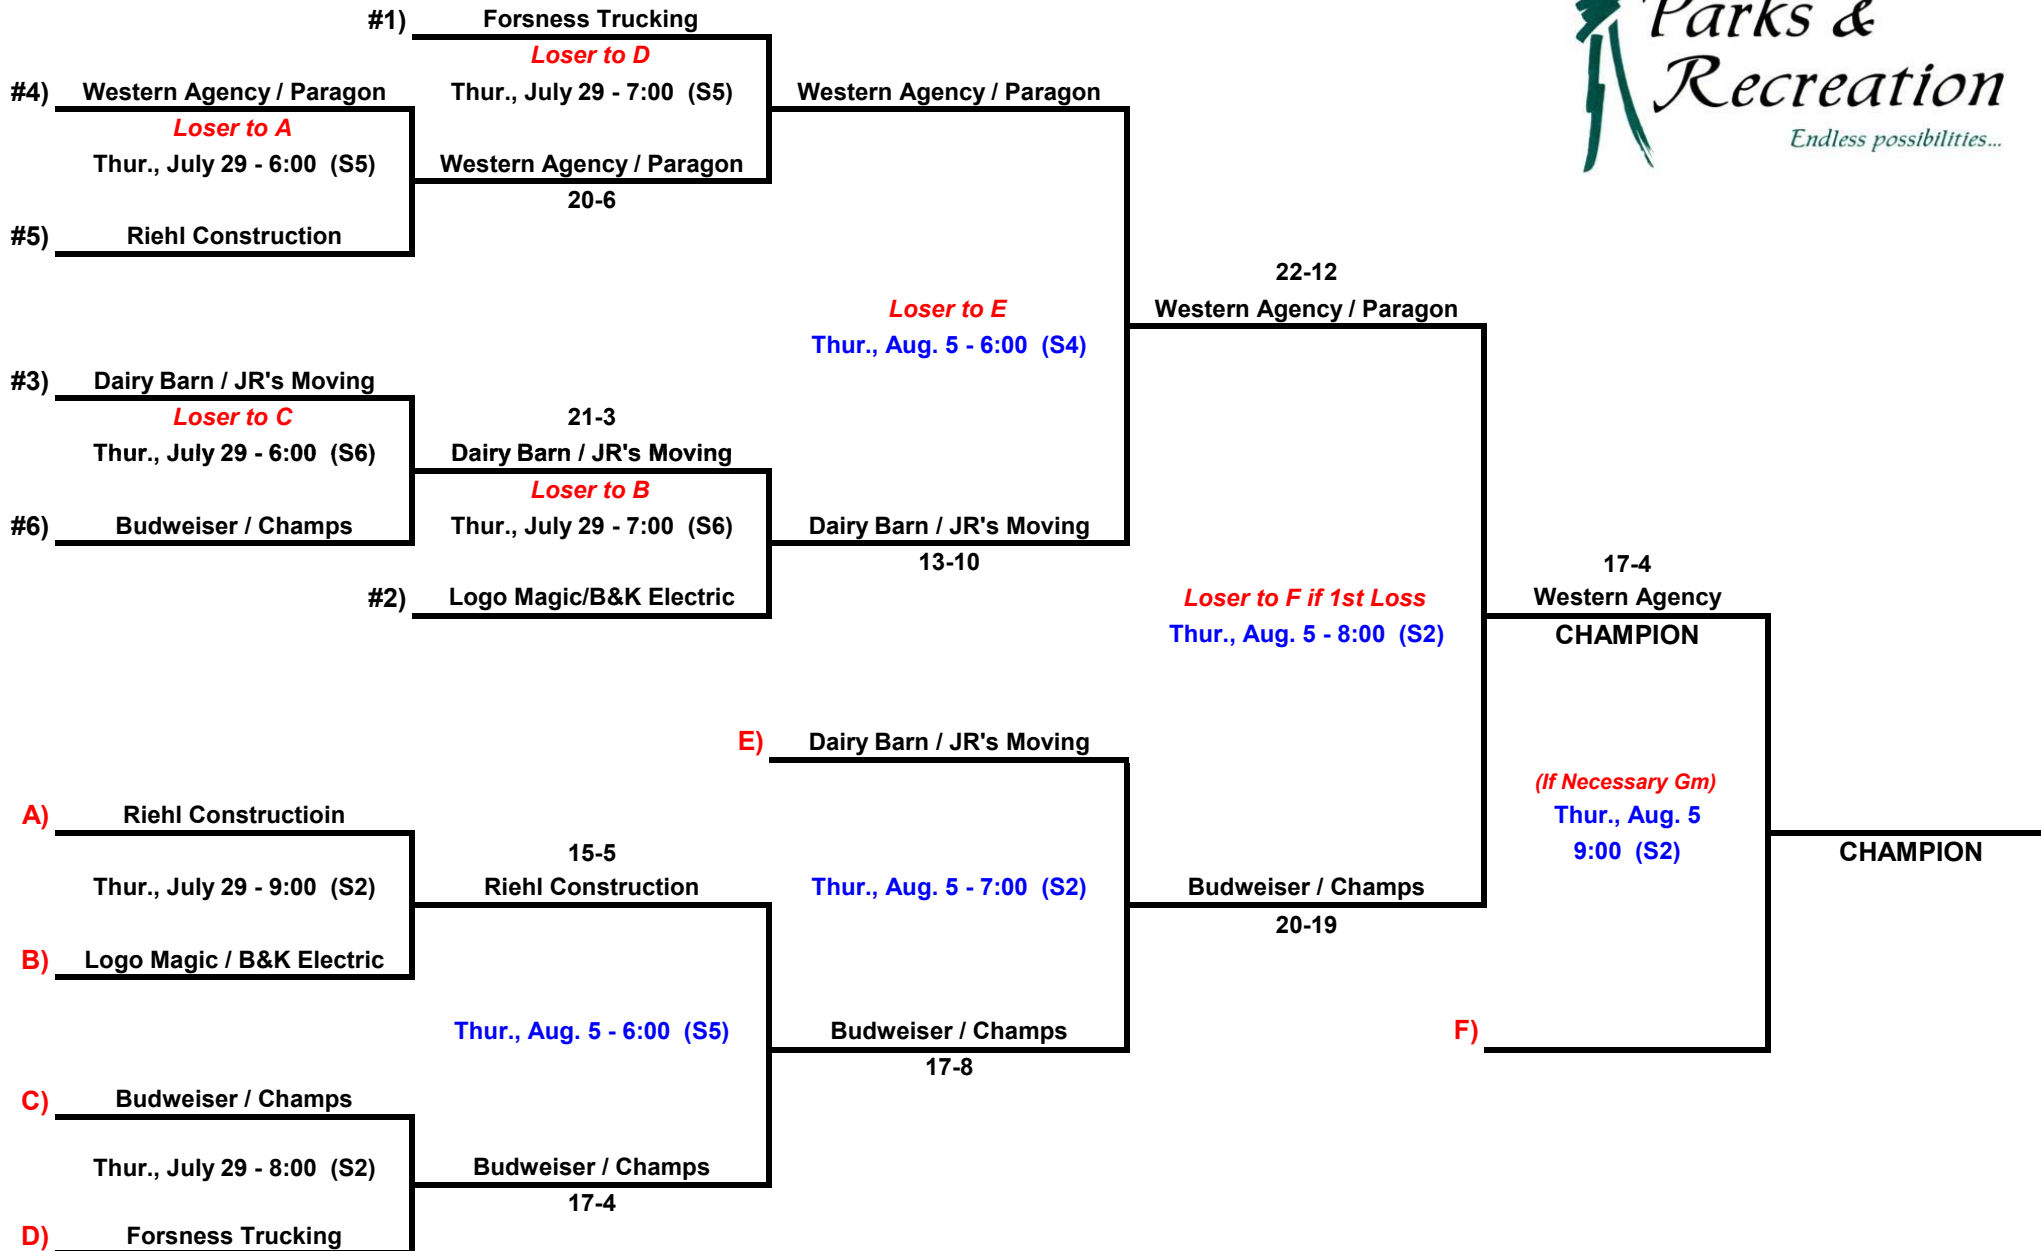 Parks &
Recreation
Endless possibilities...
#1) Forsness Trucking
Loser to D
#4) Western Agency / Paragon Thur., July 29 - 7:00 (S5) Western Agency / Paragon
Loser to A
Thur., July 29 - 6:00 (S5) Western Agency / Paragon
20-6
#5) Riehl Construction
22-12
Loser to E Western Agency / Paragon
Thur., Aug. 5 - 6:00 (S4)
#3) Dairy Barn / JR's Moving
Loser to C 21-3
Thur., July 29 - 6:00 (S6) Dairy Barn / JR's Moving
Loser to B
#6) Budweiser / Champs Thur., July 29 - 7:00 (S6) Dairy Barn / JR's Moving
13-10 17-4
#2) Logo Magic/B&K Electric Loser to F if 1st Loss Western Agency
Thur., Aug. 5 - 8:00 (S2) CHAMPION
E) Dairy Barn / JR's Moving
(If Necessary Gm)
A) Riehl Constructioin Thur., Aug. 5
15-5 9:00 (S2) CHAMPION
Thur., July 29 - 9:00 (S2) Riehl Construction Thur., Aug. 5 - 7:00 (S2) Budweiser / Champs
20-19
B) Logo Magic / B&K Electric
Thur., Aug. 5 - 6:00 (S5) Budweiser / Champs F)
17-8
C) Budweiser / Champs
Thur., July 29 - 8:00 (S2) Budweiser / Champs
17-4
D) Forsness Trucking